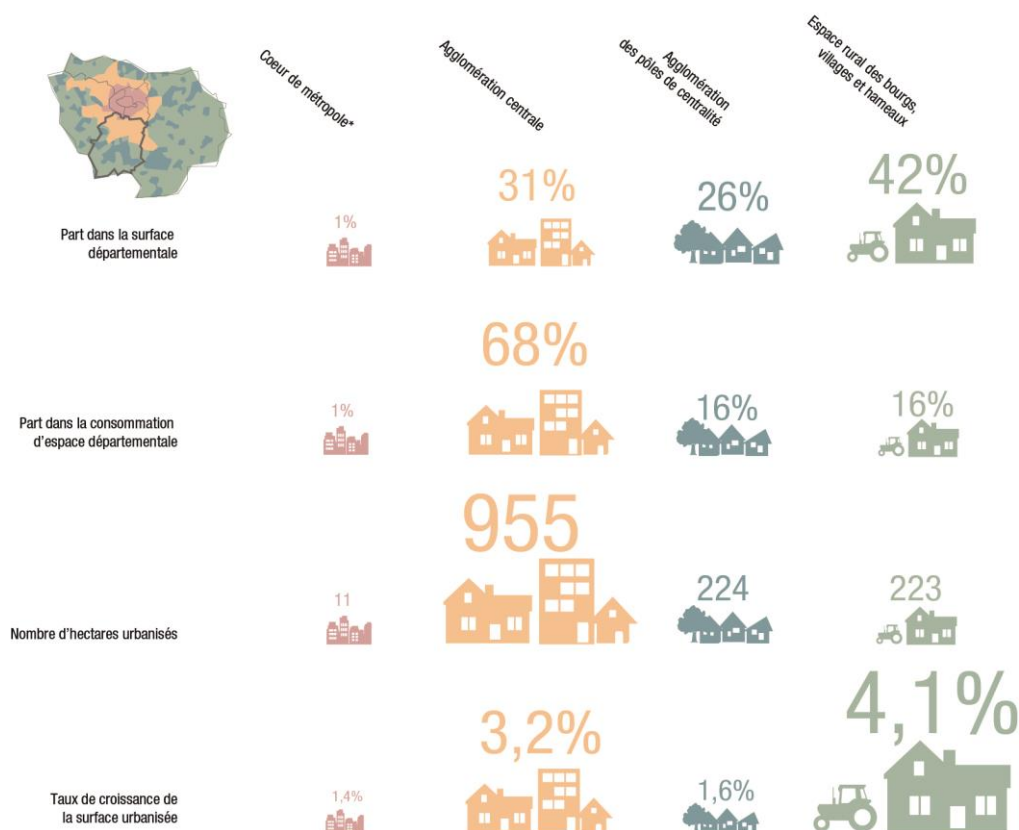 Coeur de métropole*
Agglomération centrale
Agglomération
des pôles de centralité
Espace rural des bourgs,
villages et hameaux
Part dans la surface
départementale
1%
31%
26%
42%
Part dans la consommation
d'espace départementale
1%
68%
16%
16%
Nombre d'hectares urbanisés
11
955
224
223
Taux de croissance de
la surface urbanisée
1,4%
3,2%
1,6%
4,1%